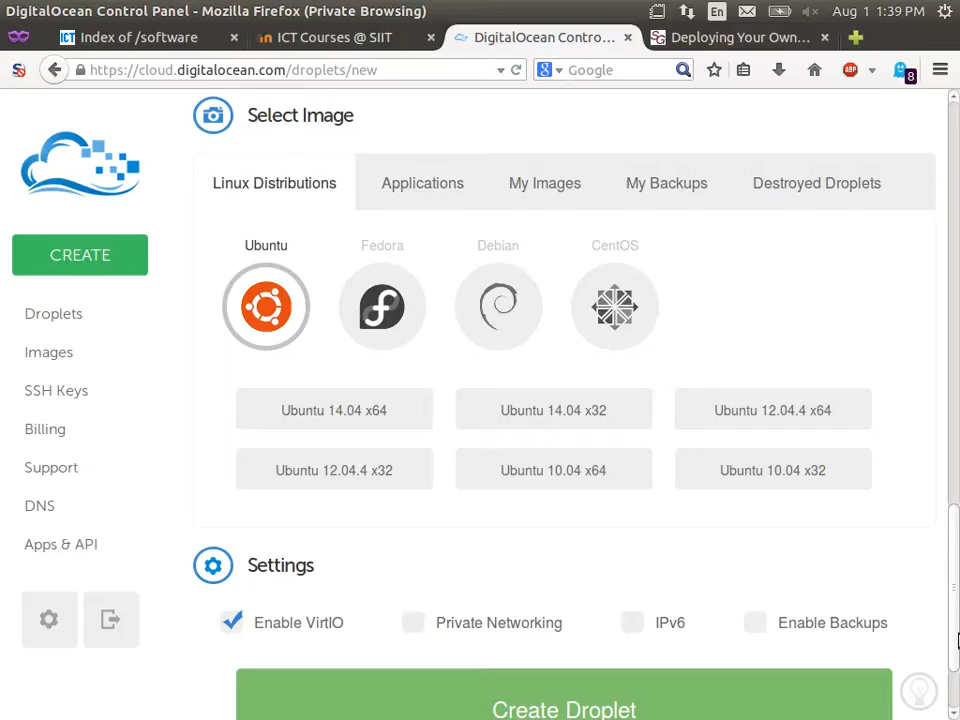 DigitalOcean Control Panel - Mozilla Firefox (Private Browsing)
En
Aug 1 1:39 PM
ICT
Index of /software
ICT Courses @ SIIT
DigitalOcean Contro...
SG
Deploying Your Own...
https://cloud.digitalocean.com/droplets/new
Google
ABP
8
Select Image
Linux Distributions
Applications
My Images
My Backups
Destroyed Droplets
CREATE
Droplets
Images
SSH Keys
Billing
Support
DNS
Apps & API
Ubuntu
Fedora
Debian
CentOS
Ubuntu 14.04 x64
Ubuntu 14.04 x32
Ubuntu 12.04.4 x64
Ubuntu 12.04.4 x32
Ubuntu 10.04 x64
Ubuntu 10.04 x32
Settings
Enable VirtIO
Private Networking
IPv6
Enable Backups
Create Droplet